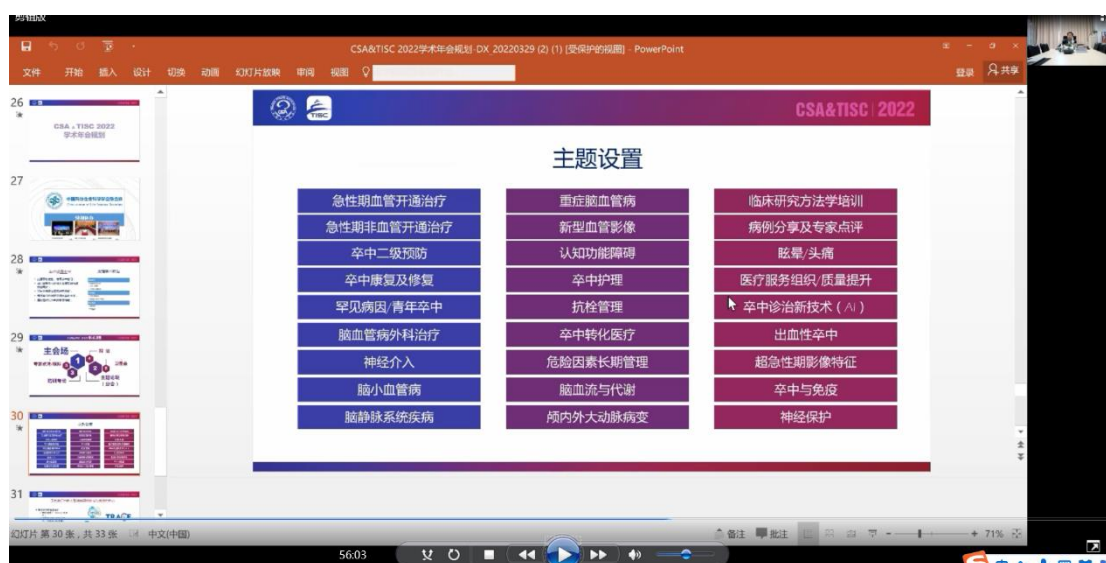 剪辑版
CSA&TISC 2022学术年会规划-DX 20220329 (2) (1) [受保护的视图] - PowerPoint
文件 开始 插入 设计 切换 动画 幻灯片放映 审阅 视图
登录 共享
26
CSA & TISC 2022
学术年会规划
27
28
29
主会场
30
31
TISC
CSA&TISC 2022
主题设置
急性期血管开通治疗 重症脑血管病 临床研究方法学培训
急性期非血管开通治疗 新型血管影像 病例分享及专家点评
卒中二级预防 认知功能障碍 眩晕/头痛
卒中康复及修复 卒中护理 医疗服务组织/质量提升
罕见病因/青年卒中 抗栓管理 卒中诊治新技术（AI）
脑血管病外科治疗 卒中转化医疗 出血性卒中
神经介入 危险因素长期管理 超急性期影像特征
脑小血管病 脑血流与代谢 卒中与免疫
脑静脉系统疾病 颅内外大动脉病变 神经保护
幻灯片 第 30 张，共 33 张 中文(中国)
备注 批注 71%
56:03